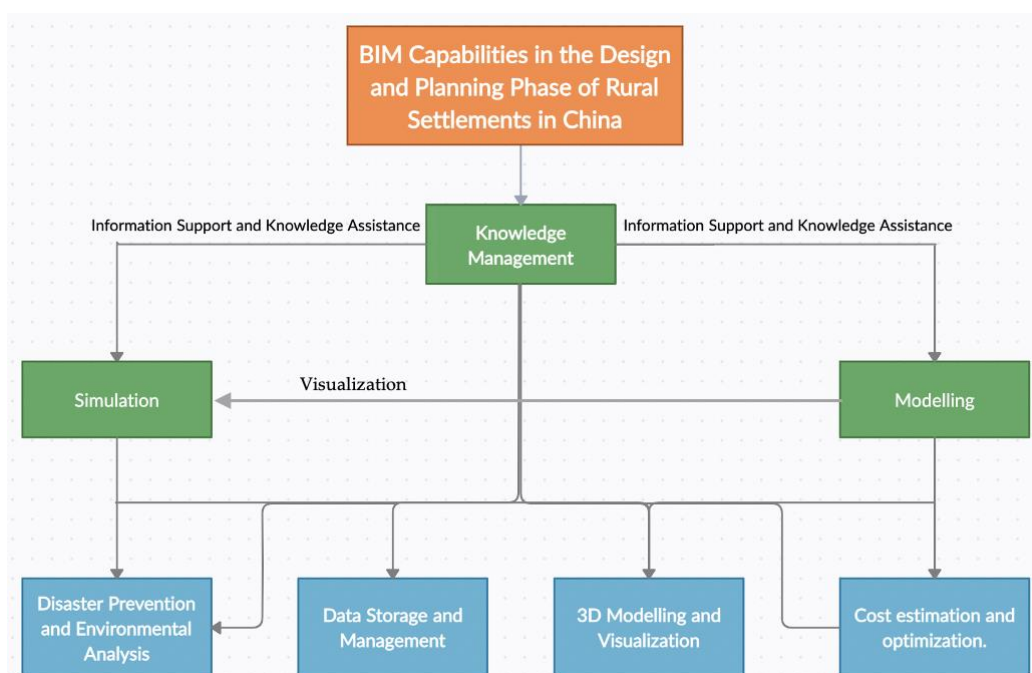 BIM Capabilities in the Design
and Planning Phase of Rural
Settlements in China
Information Support and Knowledge Assistance
Knowledge
Management
Information Support and Knowledge Assistance
Simulation
Visualization
Modelling
Disaster Prevention
and Environmental
Analysis
Data Storage and
Management
3D Modelling and
Visualization
Cost estimation and
optimization.